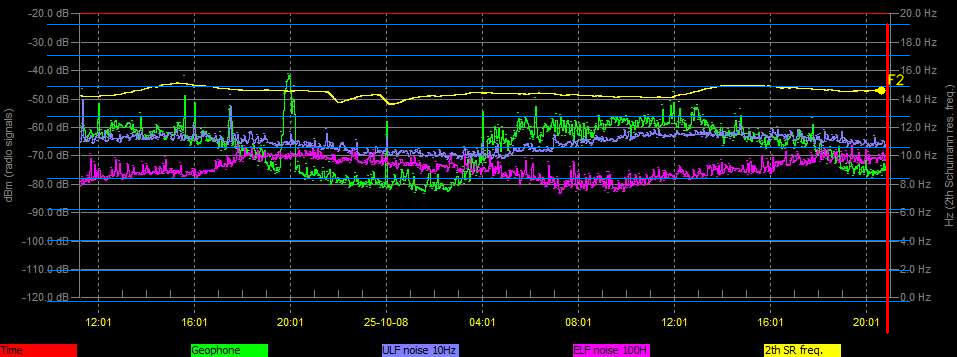 -20.0 dB 20.0 Hz
-30.0 dB 18.0 Hz
-40.0 dB 16.0 Hz
F2
-50.0 dB 14.0 Hz
-60.0 dB 12.0 Hz
-70.0 dB 10.0 Hz
-80.0 dB 8.0 Hz
-90.0 dB 6.0 Hz
-100.0 dB 4.0 Hz
-110.0 dB 2.0 Hz
-120.0 dB 0.0 Hz
dBm (radio signals)
Hz (2th Schumann res. freq.)
12:01 16:01 20:01 25-10-08 04:01 08:01 12:01 16:01 20:01
Time Geophone ULF noise 10Hz ELF noise 100H 2th SR freq.